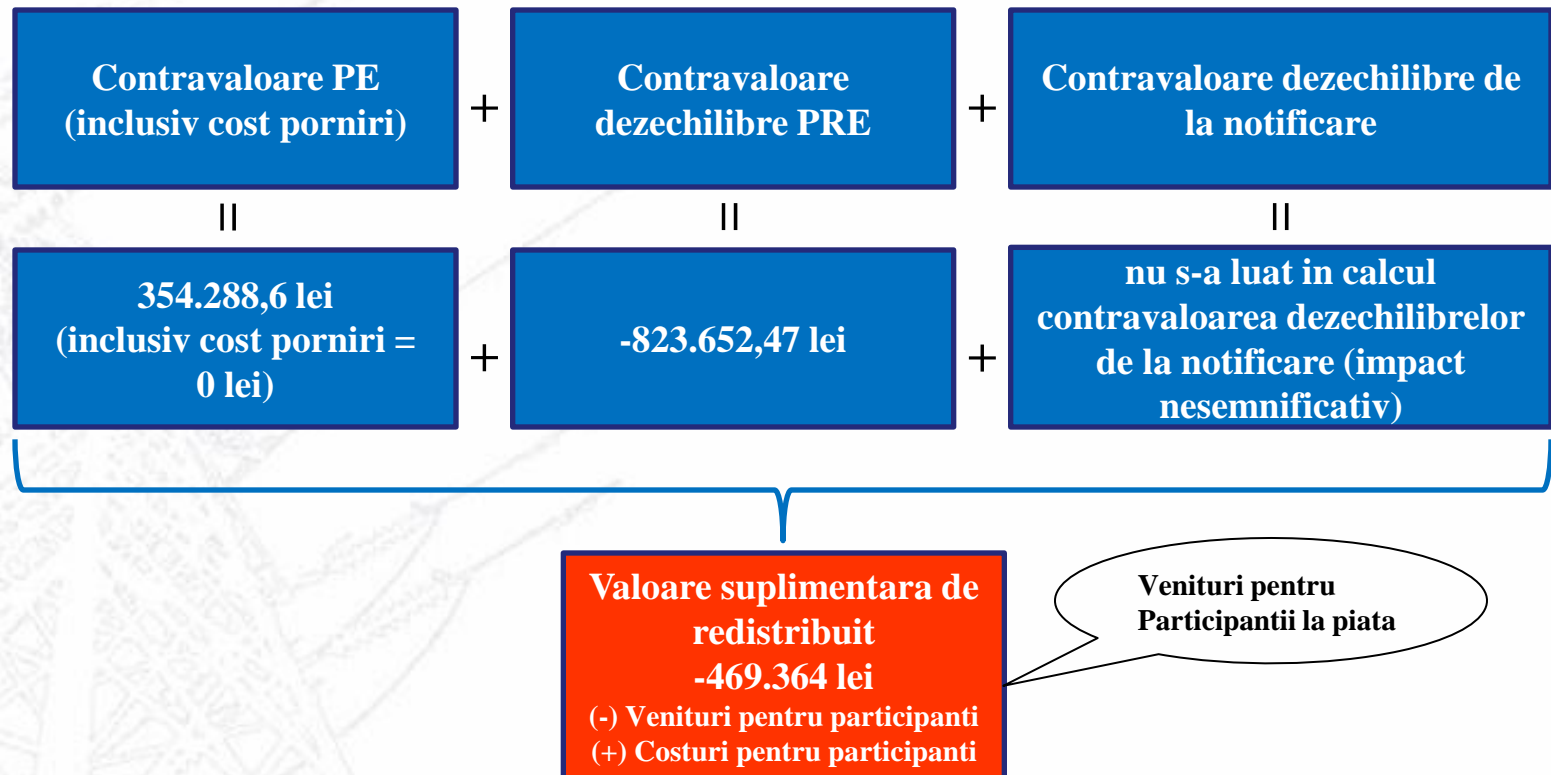 Contravaloare PE
(inclusiv cost porniri)
+
Contravaloare
dezechilibre PRE
+
Contravaloare dezechilibre de
la notificare
=
=
=
354.288,6 lei
(inclusiv cost porniri =
0 lei)
+
-823.652,47 lei
+
nu s-a luat in calcul
contravaloarea dezechilibrelor
de la notificare (impact
nesemnificativ)
Valoare suplimentara de
redistribuit
-469.364 lei
(-) Venituri pentru participanti
(+) Costuri pentru participanti
Venituri pentru
Participantii la piata